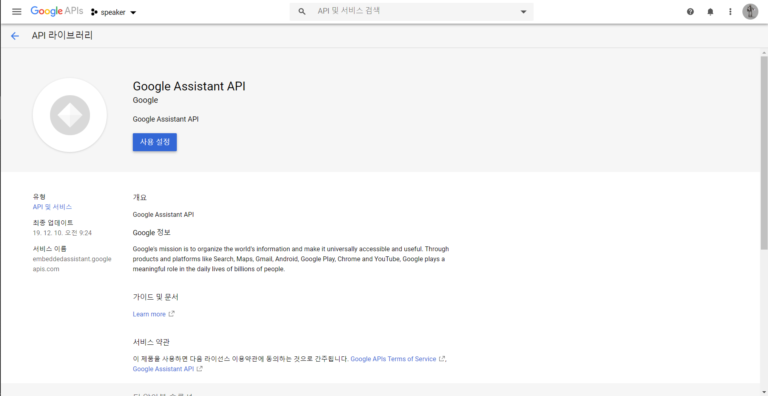 Google APIs speaker API 및 서비스 검색
API 라이브러리
Google Assistant API
Google
Google Assistant API
사용 설정
유형
API 및 서비스
최종 업데이트
19. 12. 10. 오전 9:24
서비스 이름
embeddedassistant.google
apis.com
개요
Google Assistant API
Google 정보
Google's mission is to organize the world's information and make it universally accessible and useful. Through
products and platforms like Search, Maps, Gmail, Android, Google Play, Chrome and YouTube, Google plays a
meaningful role in the daily lives of billions of people.
가이드 및 문서
Learn more
서비스 약관
이 제품을 사용하면 다음 라이선스 이용약관에 동의하는 것으로 간주됩니다. Google APIs Terms of Service,
Google Assistant API